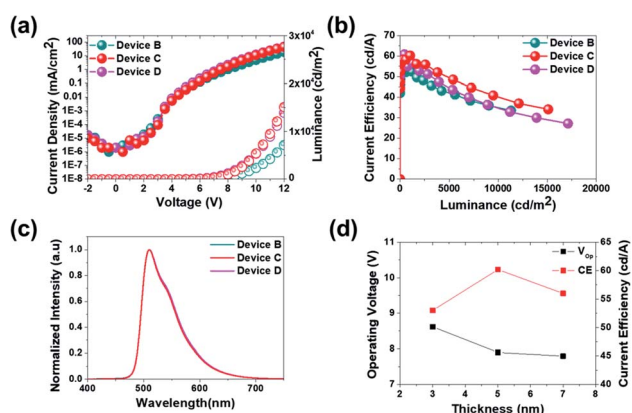 (a)
Current Density (mA/cm²)
100
10
1
0.1
0.01
1E-3
1E-4
1E-5
1E-6
1E-7
1E-8
Device B
Device C
Device D
3x10⁴
2x10⁴
1x10⁴
0
Luminance (cd/m²)
-2 0 2 4 6 8 10 12
Voltage (V)
(b)
Current Efficiency (cd/A)
70
60
50
40
30
20
10
0
Device B
Device C
Device D
0 5000 10000 15000 20000
Luminance (cd/m²)
(c)
Normalized Intensity (a.u)
1.0
0.8
0.6
0.4
0.2
0.0
Device B
Device C
Device D
400 500 600 700
Wavelength(nm)
(d)
Operating Voltage (V)
11
10
9
8
7
V_Op
CE
65
60
55
50
45
40
Current Efficiency (cd/A)
2 3 4 5 6 7 8
Thickness (nm)